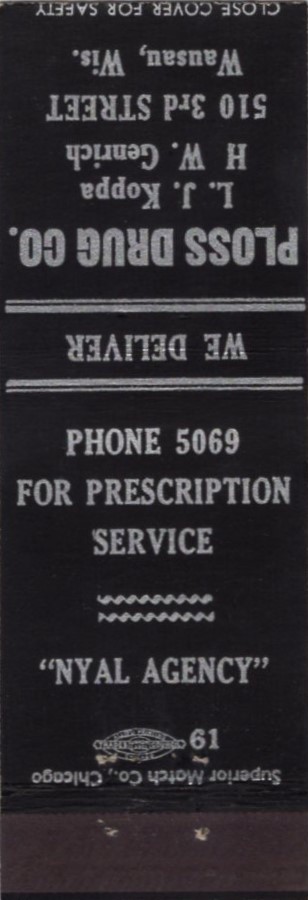 PLOSS DRUG CO.
L. J. Koppa
H W. Genrich
510 3rd STREET
Wausau, Wis.
CLOSE COVER FOR SAFETY
WE DELIVER
PHONE 5069
FOR PRESCRIPTION
SERVICE
"NYAL AGENCY"
61
Superior Match Co., Chicago